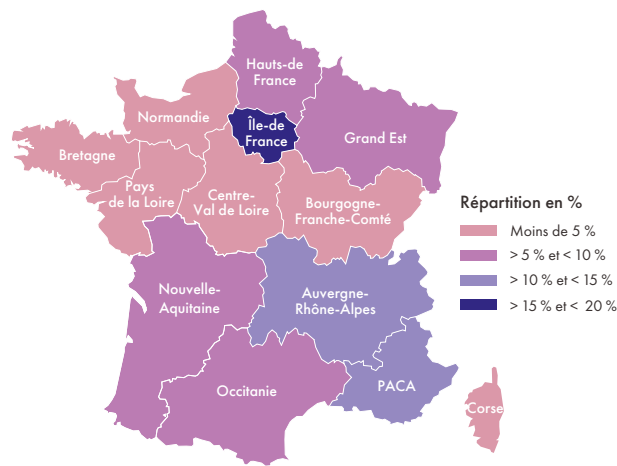 Hauts-de
France
Normandie
Île-de
France
Grand Est
Bretagne
Pays
de la Loire
Centre-
Val de Loire
Bourgogne-
Franche-Comté
Répartition en %
Moins de 5 %
> 5 % et < 10 %
> 10 % et < 15 %
> 15 % et < 20 %
Nouvelle-
Aquitaine
Auvergne-
Rhône-Alpes
Occitanie
PACA
Corse